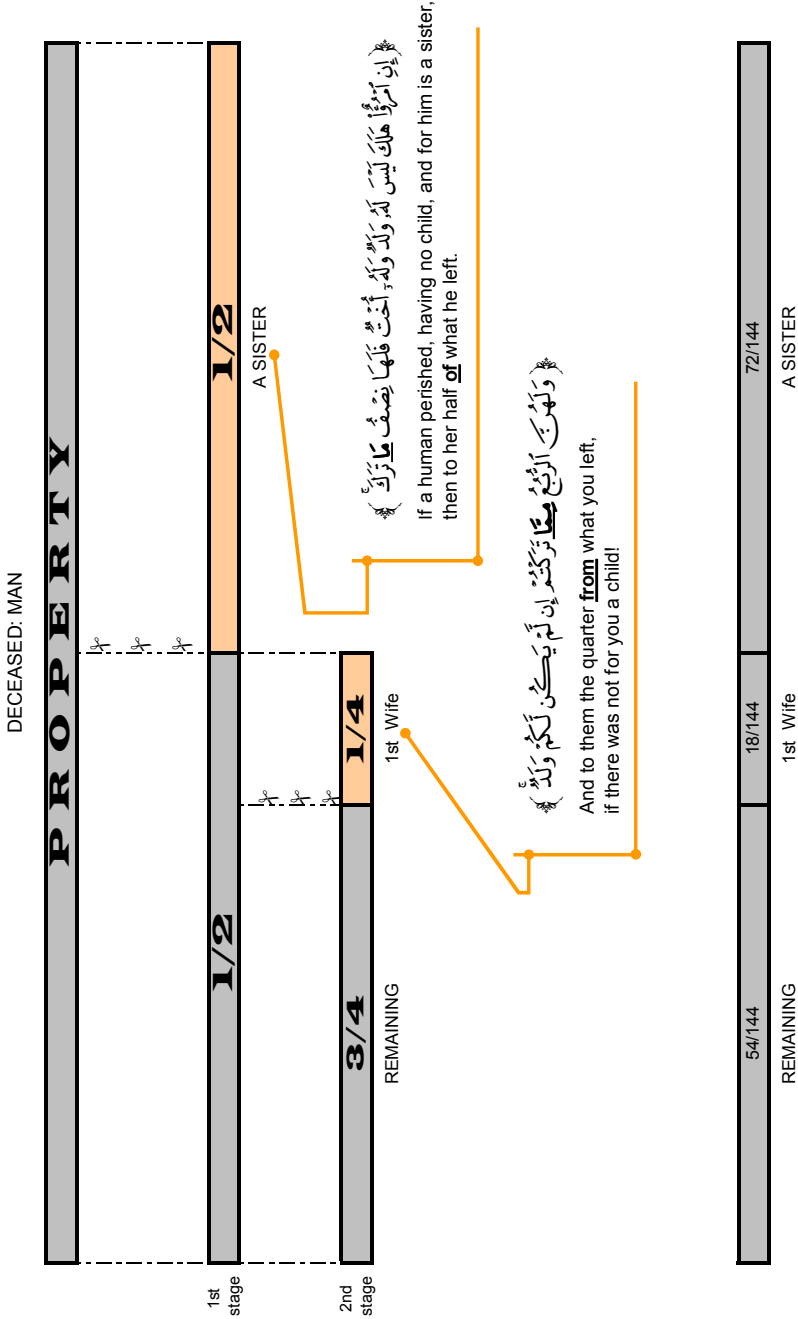 DECEASED: MAN
PROPERTY
1st
stage
1/2
1/2
A SISTER
﴿ إِنِ ٱمْرُؤٌا۟ هَلَكَ لَيْسَ لَهُۥ وَلَدٌ وَلَهُۥٓ أُخْتٌ فَلَهَا نِصْفُ مَا تَرَكَ ۚ ﴾
If a human perished, having no child, and for him is a sister,
then to her half of what he left.
2nd
stage
3/4
1/4
REMAINING
1st Wife
﴿ وَلَهُنَّ ٱلرُّبُعُ مِمَّا تَرَكْتُمْ إِن لَّمْ يَكُن لَّكُمْ وَلَدٌ ۚ ﴾
And to them the quarter from what you left,
if there was not for you a child!
54/144
18/144
72/144
REMAINING
1st Wife
A SISTER